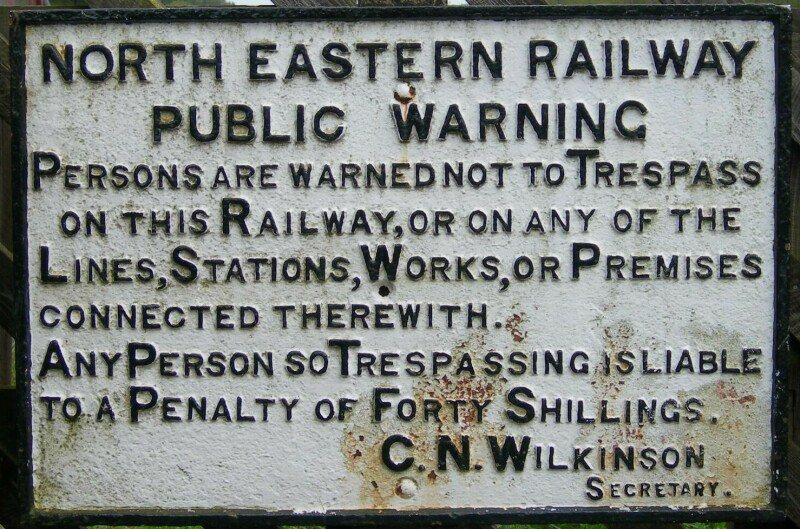 NORTH EASTERN RAILWAY
PUBLIC WARNING
PERSONS ARE WARNED NOT TO TRESPASS
ON THIS RAILWAY, OR ON ANY OF THE
LINES, STATIONS, WORKS, OR PREMISES
CONNECTED THEREWITH.
ANY PERSON SO TRESPASSING IS LIABLE
TO A PENALTY OF FORTY SHILLINGS.
C. N. WILKINSON
SECRETARY.